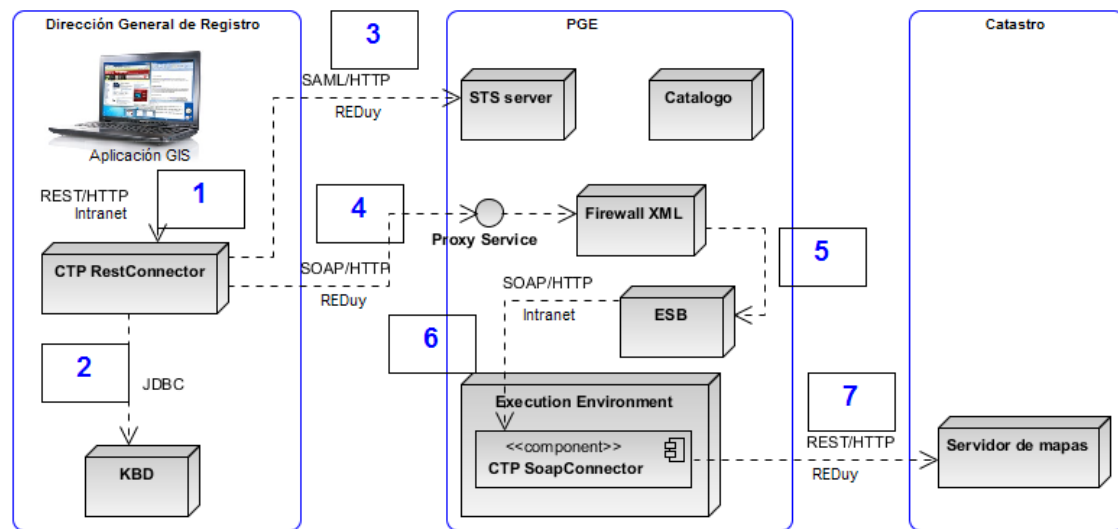 Dirección General de Registro
Aplicación GIS
REST/HTTP
Intranet
1
CTP RestConnector
2
JDBC
KBD
3
SAML/HTTP
REDuy
4
SOAP/HTTP
REDuy
PGE
STS server
Catalogo
Proxy Service
Firewall XML
5
SOAP/HTTP
Intranet
ESB
6
Execution Environment
<<component>>
CTP SoapConnector
7
REST/HTTP
REDuy
Catastro
Servidor de mapas